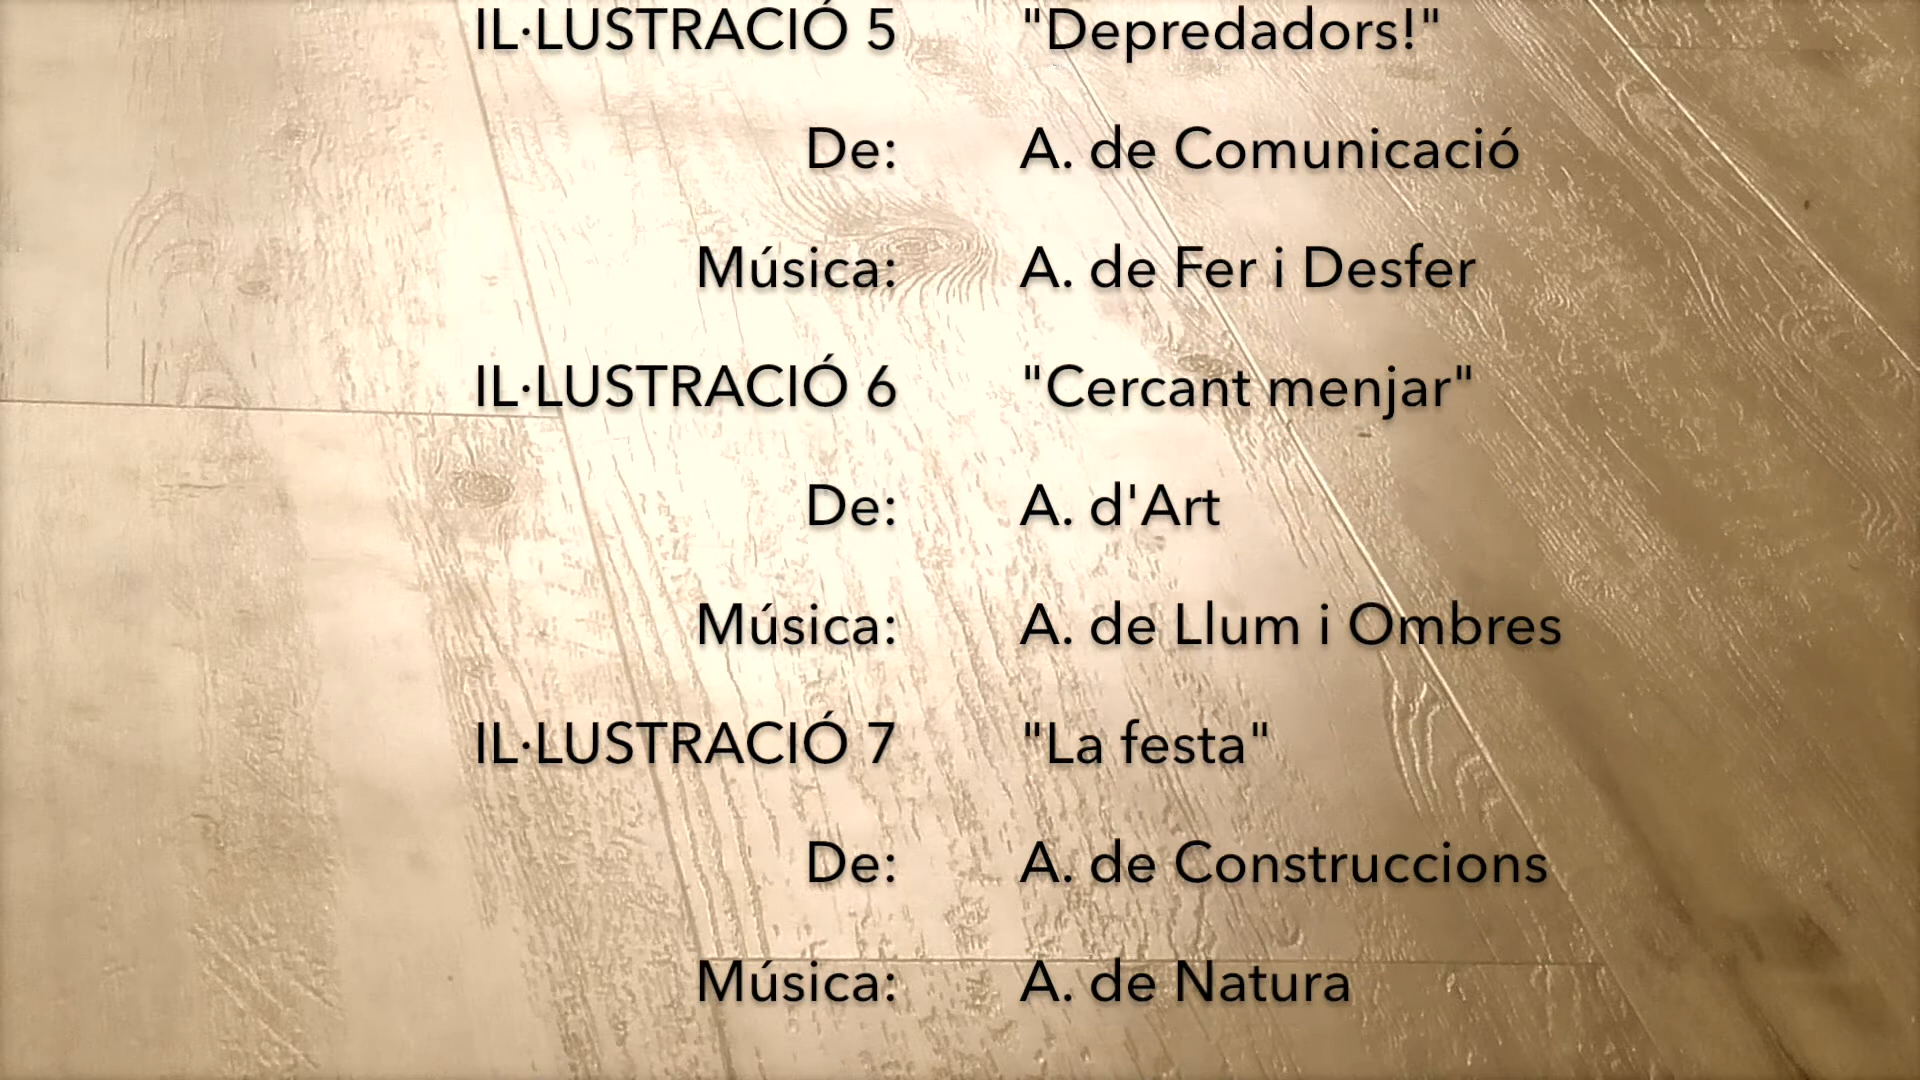 IL·LUSTRACIÓ 5 "Depredadors!"
De: A. de Comunicació
Música: A. de Fer i Desfer
IL·LUSTRACIÓ 6 "Cercant menjar"
De: A. d'Art
Música: A. de Llum i Ombres
IL·LUSTRACIÓ 7 "La festa"
De: A. de Construccions
Música: A. de Natura